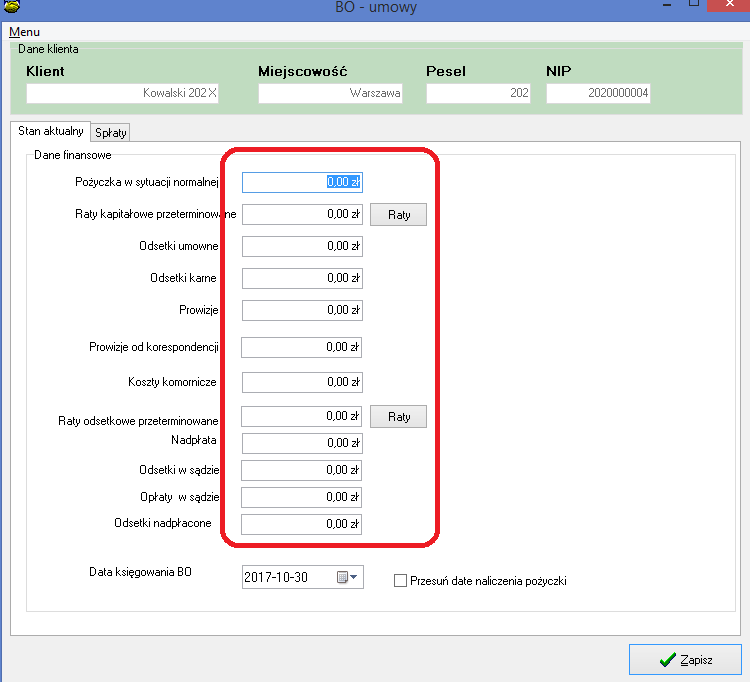 BO - umowy
Menu
Dane klienta
Klient Miejscowość Pesel NIP
Kowalski 202X Warszawa 202 2020000004
Stan aktualny Spłaty
Dane finansowe
Pożyczka w sytuacji normalnej 0,00 zł
Raty kapitałowe przeterminowane 0,00 zł Raty
Odsetki umowne 0,00 zł
Odsetki karne 0,00 zł
Prowizje 0,00 zł
Prowizje od korespondencji 0,00 zł
Koszty komornicze 0,00 zł
Raty odsetkowe przeterminowane 0,00 zł Raty
Nadpłata 0,00 zł
Odsetki w sądzie 0,00 zł
Opłaty w sądzie 0,00 zł
Odsetki nadpłacone 0,00 zł
Data księgowania BO 2017-10-30 Przesuń date naliczenia pożyczki
Zapisz